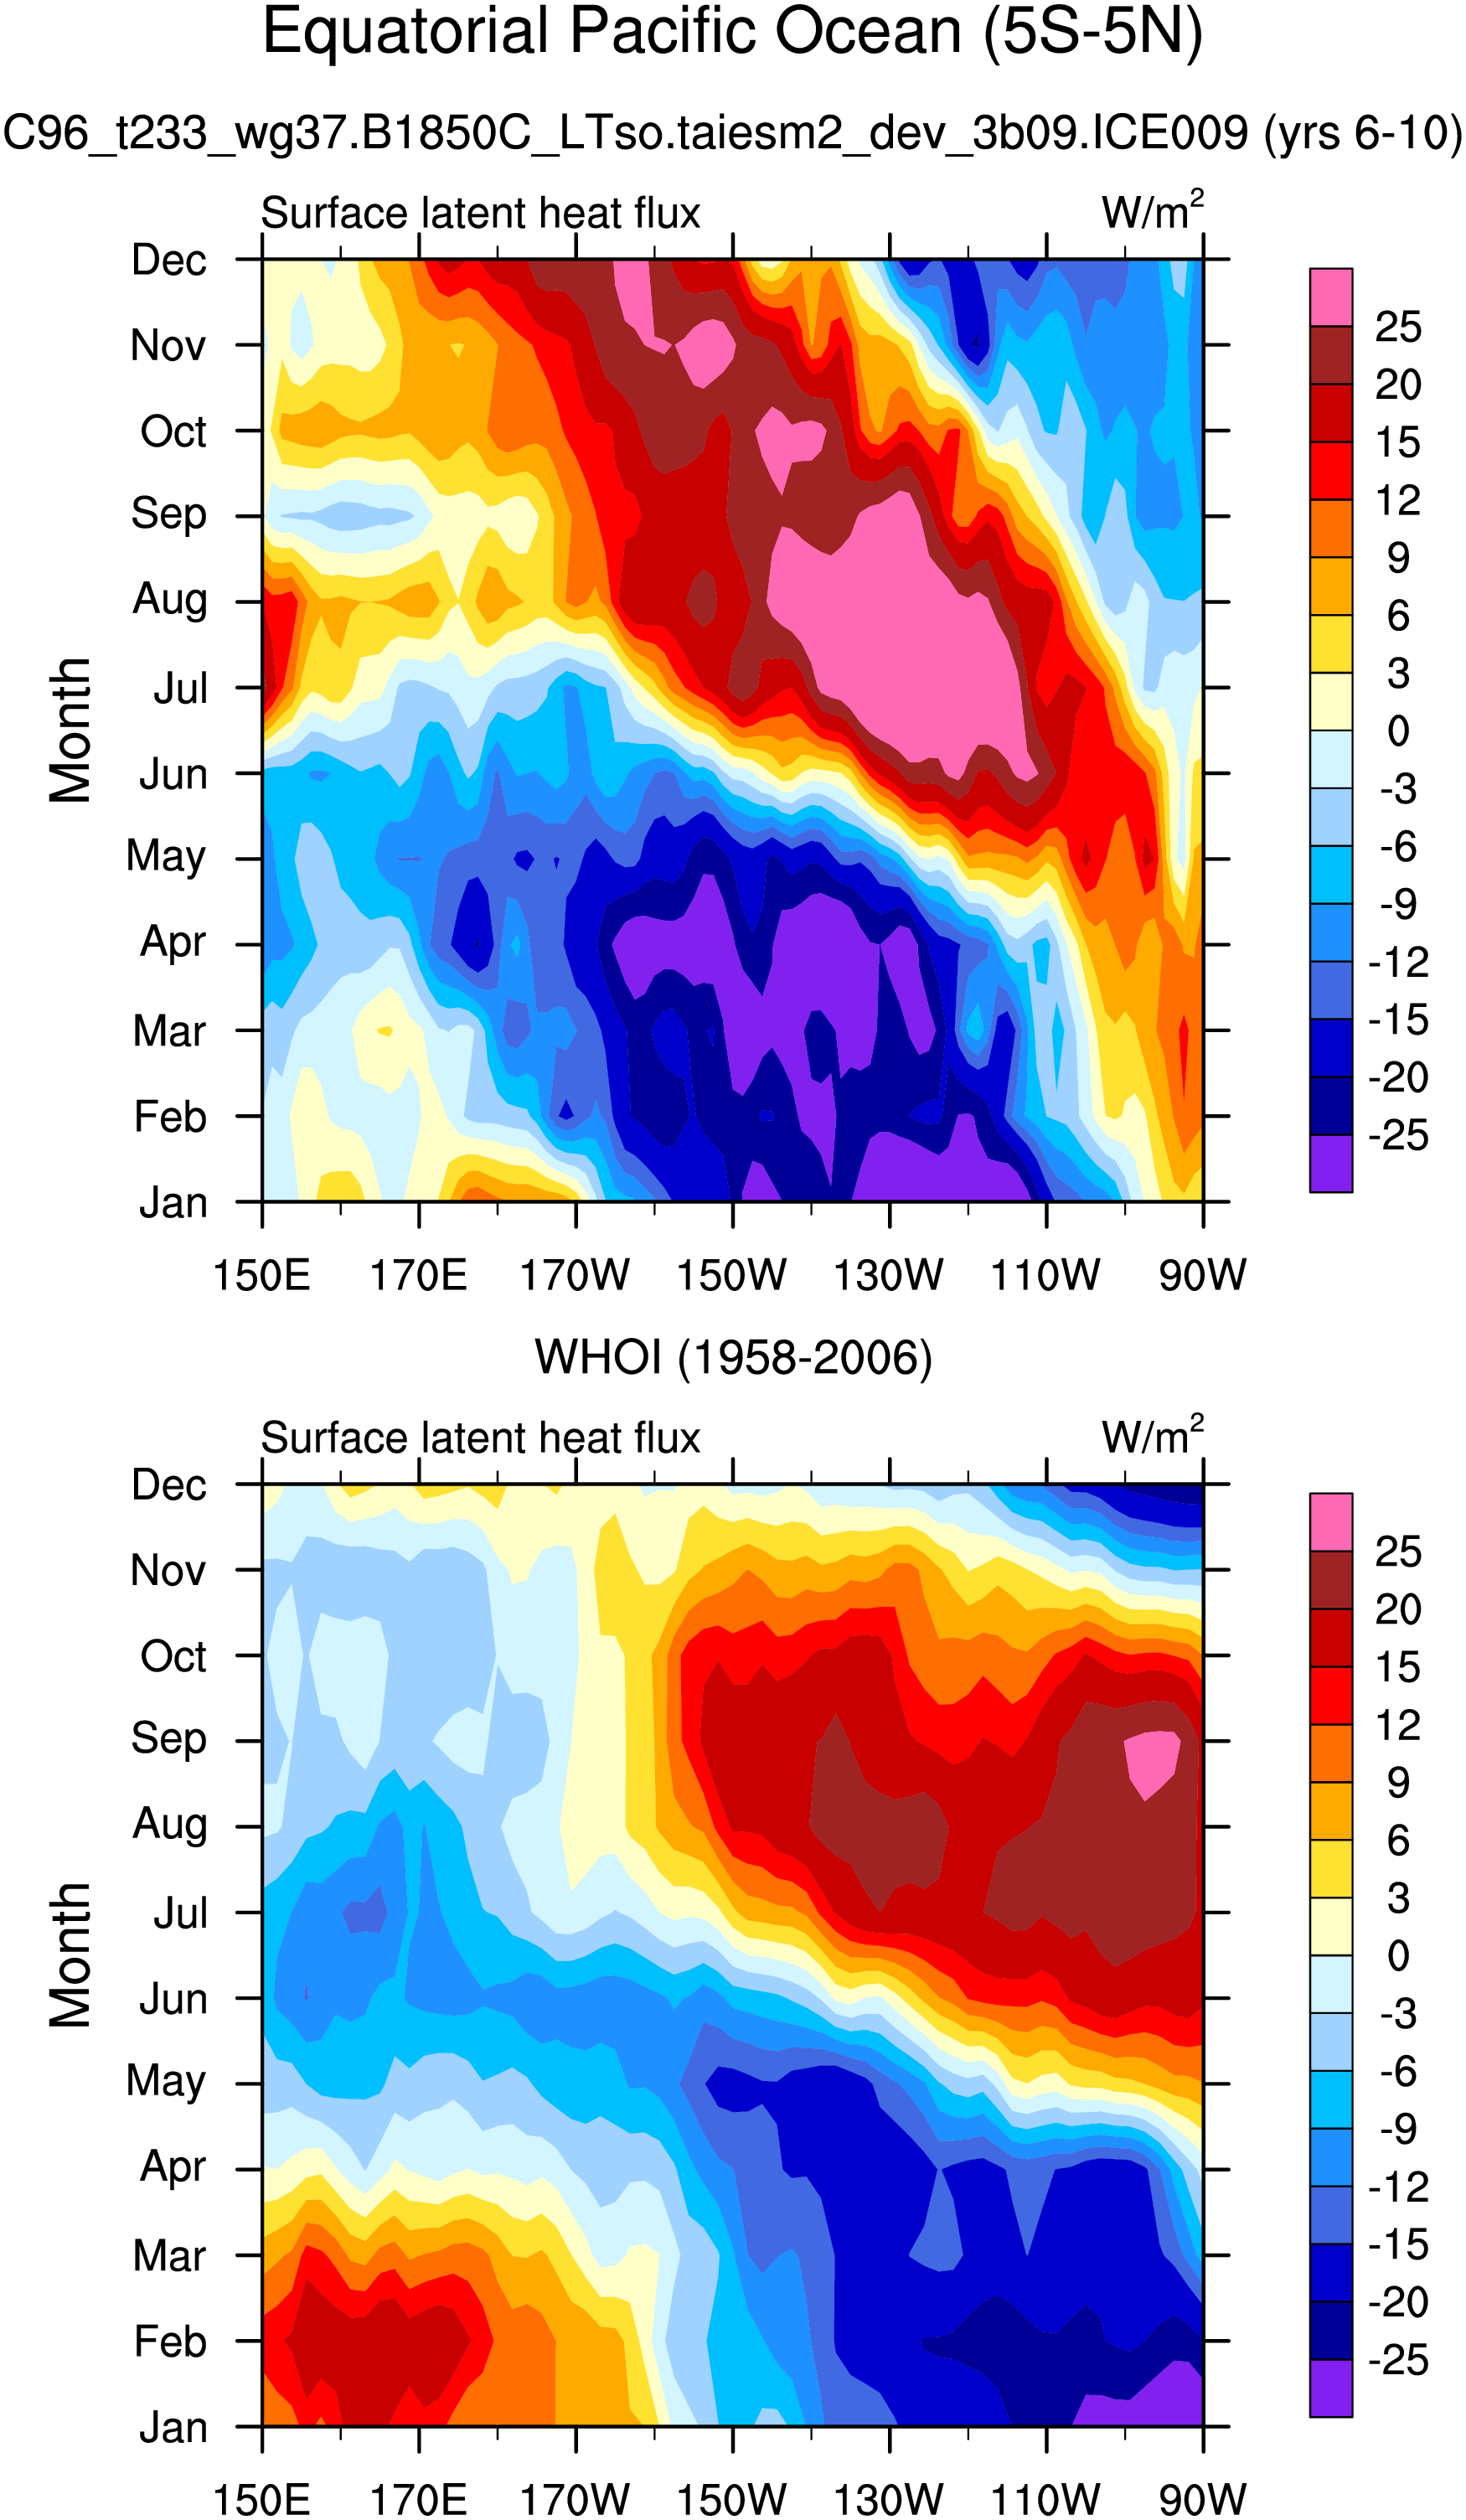 Equatorial Pacific Ocean (5S-5N)
C96_t233_wg37.B1850C_LTso.taiesm2_dev_3b09.ICE009 (yrs 6-10)
Surface latent heat flux W/m²
Dec
Nov
Oct
Sep
Aug
Jul
Jun
May
Apr
Mar
Feb
Jan
Month
150E 170E 170W 150W 130W 110W 90W
25
20
15
12
9
6
3
0
-3
-6
-9
-12
-15
-20
-25
WHOI (1958-2006)
Surface latent heat flux W/m²
Dec
Nov
Oct
Sep
Aug
Jul
Jun
May
Apr
Mar
Feb
Jan
Month
150E 170E 170W 150W 130W 110W 90W
25
20
15
12
9
6
3
0
-3
-6
-9
-12
-15
-20
-25